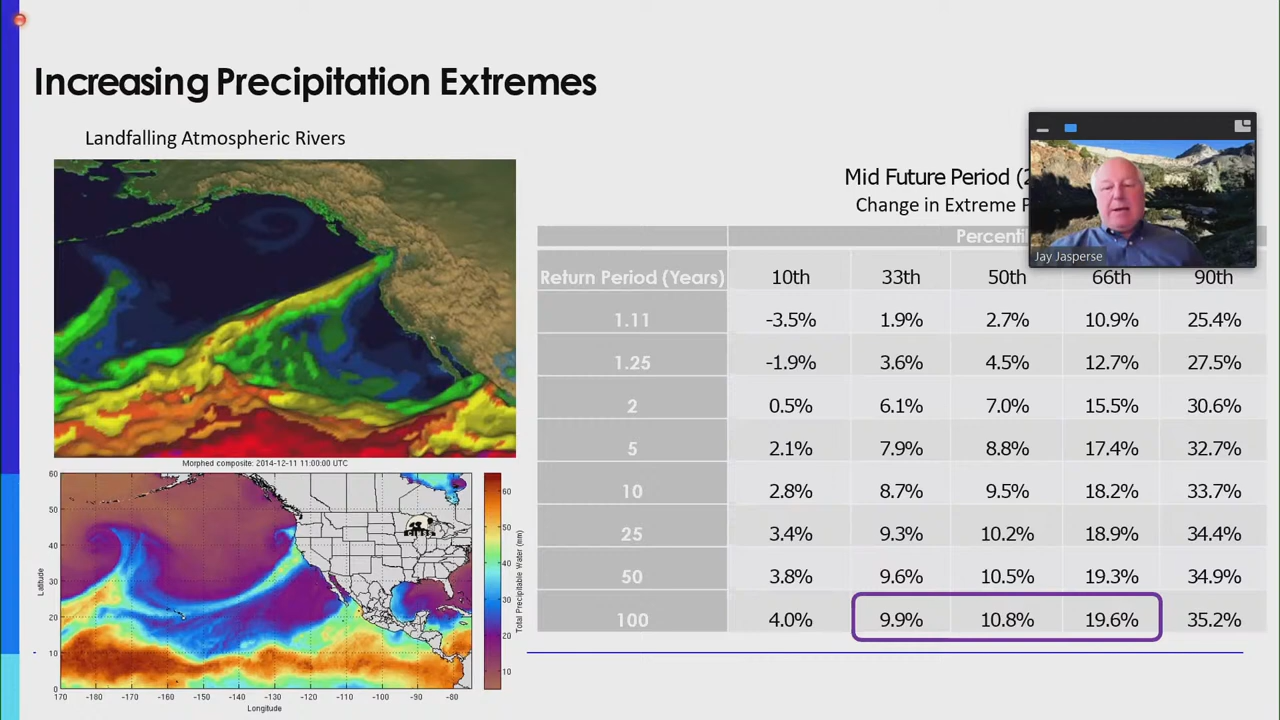 Increasing Precipitation Extremes
Landfalling Atmospheric Rivers
Mid Future Period (2
Change in Extreme P
Percentil
Return Period (Years) 10th 33rd 50th 66th 90th
1.11 -3.5% 1.9% 2.7% 10.9% 25.4%
1.25 -1.9% 3.6% 4.5% 12.7% 27.5%
2 0.5% 6.1% 7.0% 15.5% 30.6%
5 2.1% 7.9% 8.8% 17.4% 32.7%
10 2.8% 8.7% 9.5% 18.2% 33.7%
25 3.4% 9.3% 10.2% 18.9% 34.4%
50 3.8% 9.6% 10.5% 19.3% 34.9%
100 4.0% 9.9% 10.8% 19.6% 35.2%
Jay Jasperse
Morphed composite: 2014-12-11 11:00:00 UTC
60
50
40
30
20
10
0
Latitude
170 -170 -160 -150 -140 -130 -120 -110 -100 -90 -80
Longitude
60
50
40
30
20
10
Total Precipitable Water (mm)
CIMSS